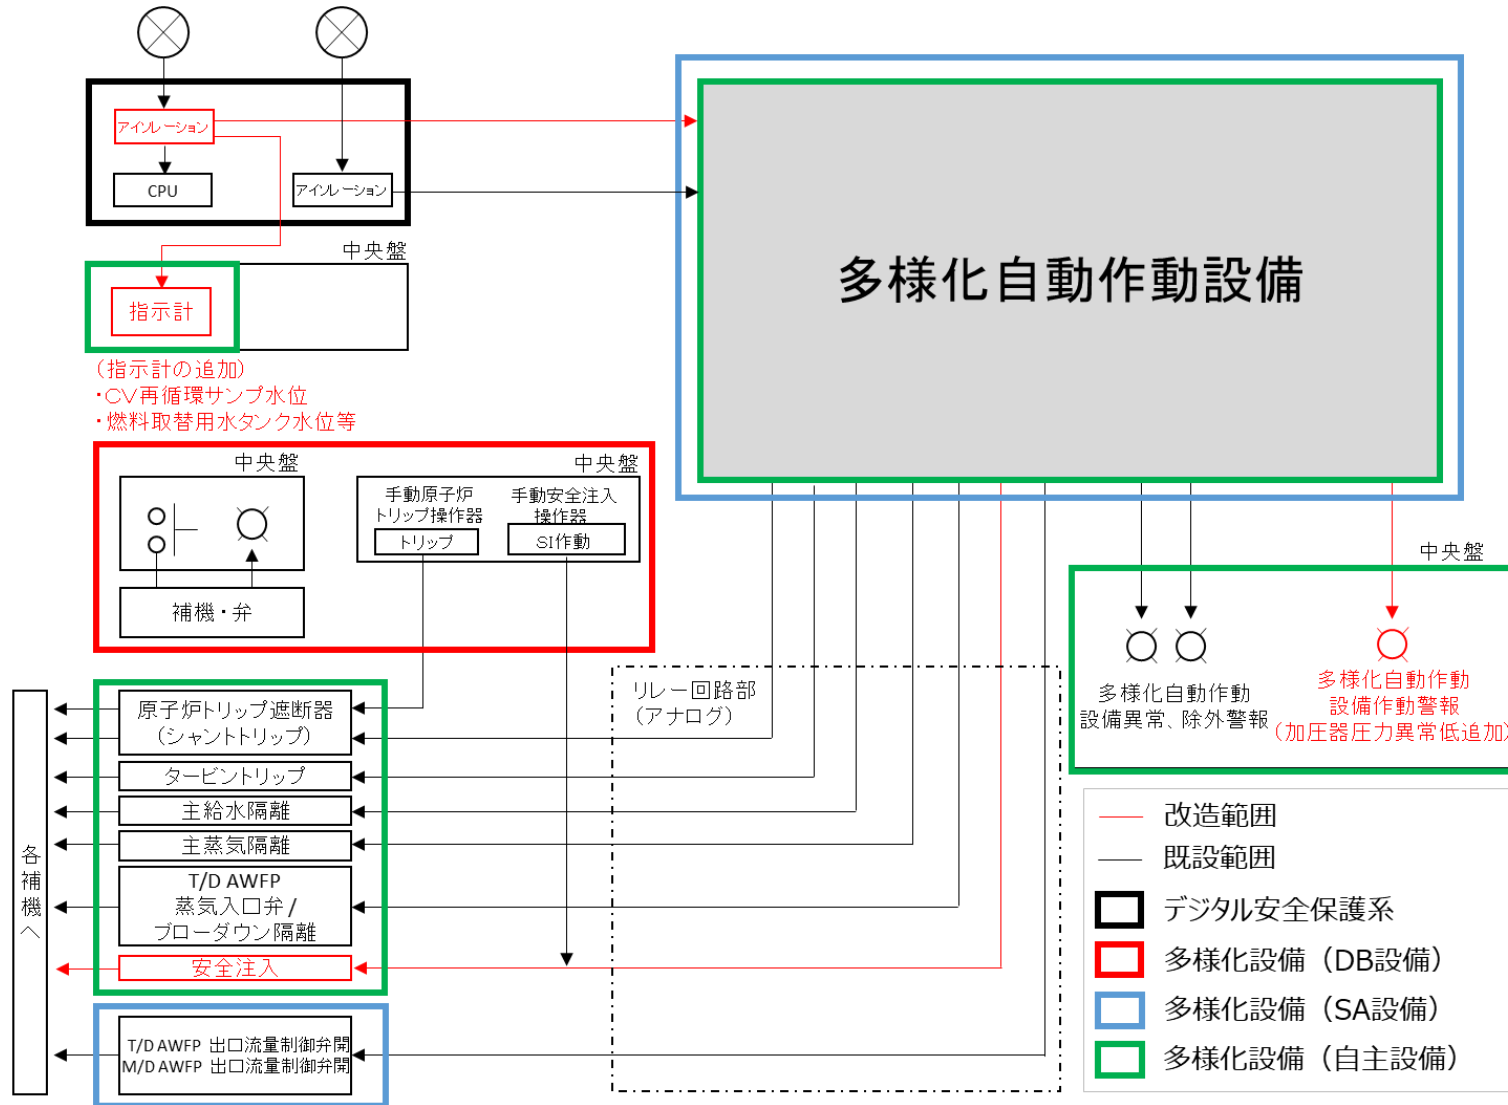 アイソレーション
CPU
アイソレーション
中央盤
指示計
(指示計の追加)
・CV再循環サンプ水位
・燃料取替用水タンク水位等
多様化自動作動設備
中央盤
補機・弁
中央盤
手動原子炉
トリップ操作器
トリップ
手動安全注入
操作器
SI作動
中央盤
多様化自動作動
設備異常、除外警報
多様化自動作動
設備作動警報
(加圧器圧力異常低追加)
リレー回路部
(アナログ)
各補機へ
原子炉トリップ遮断器
(シャントトリップ)
タービントリップ
主給水隔離
主蒸気隔離
T/D AWFP
蒸気入口弁/
ブローダウン隔離
安全注入
T/D AWFP 出口流量制御弁開
M/D AWFP 出口流量制御弁開
改造範囲
既設範囲
デジタル安全保護系
多様化設備（DB設備）
多様化設備（SA設備）
多様化設備（自主設備）